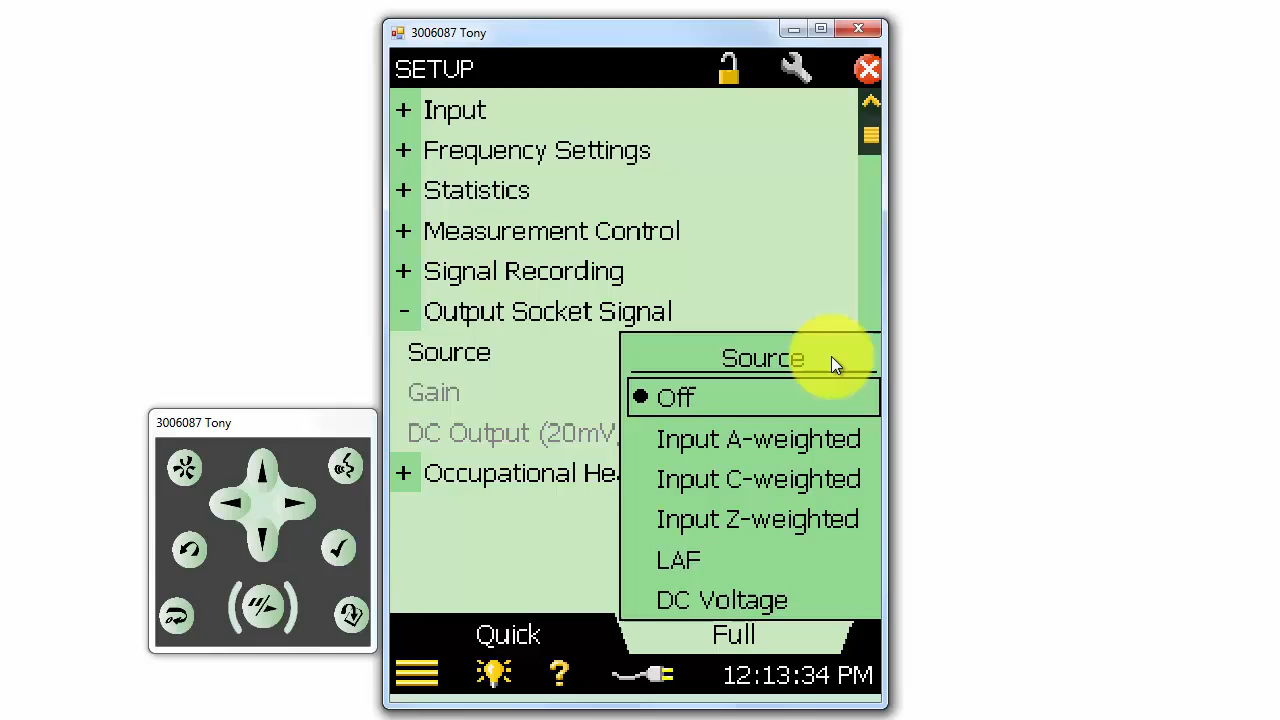 3006087 Tony
SETUP
+ Input
+ Frequency Settings
+ Statistics
+ Measurement Control
+ Signal Recording
- Output Socket Signal
Source
Gain
DC Output (20mV
+ Occupational He
Source
Off
Input A-weighted
Input C-weighted
Input Z-weighted
LAF
DC Voltage
Quick
Full
? 12:13:34 PM
3006087 Tony